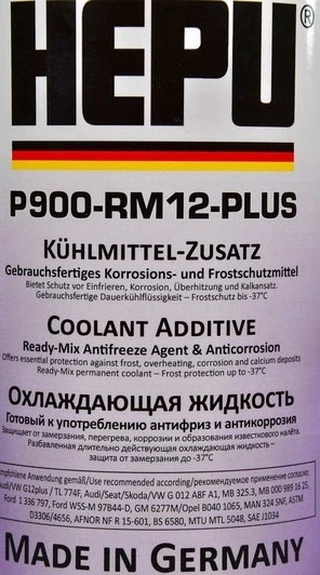 HEPU®
P900-RM12-PLUS
KÜHLMITTEL-ZUSATZ
Gebrauchsfertiges Korrosions- und Frostschutzmittel
Bietet Schutz vor Einfrieren, Korrosion, Überhitzung und Kalkansatz.
Gebrauchsfertige Dauerkühlflüssigkeit – Frostschutz bis -37°C
COOLANT ADDITIVE
Ready-Mix Antifreeze Agent & Anticorrosion
Offers essential protection against frost, overheating, corrosion and calcium deposits
Ready-Mix permanent coolant – Frost protection up to -37°C
ОХЛАЖДАЮЩАЯ ЖИДКОСТЬ
Готовый к употреблению антифриз и антикоррозия
Защищает от замерзания, перегрева, коррозии и образования известкового налёта.
Разбавленная длительно действующая охлаждающая жидкость –
защита от замерзания до -37°C
mpfohlene Anwendung gemäß/Use recommended according/рекомендуемое применение согласно:
Audi/VW G12plus / TL 774F, Audi/Seat/Skoda/VW G 012 A8F A1, MB 325.3, MB 000 989 16 25,
Ford 1 336 797, Ford WSS-M 97B44-D, GM 6277M/Opel B040 1065, MAN 324 SNF, ASTM
D3306/4656, AFNOR NF R 15-601, BS 6580, MTU MTL 5048, SAE J1034
MADE IN GERMANY